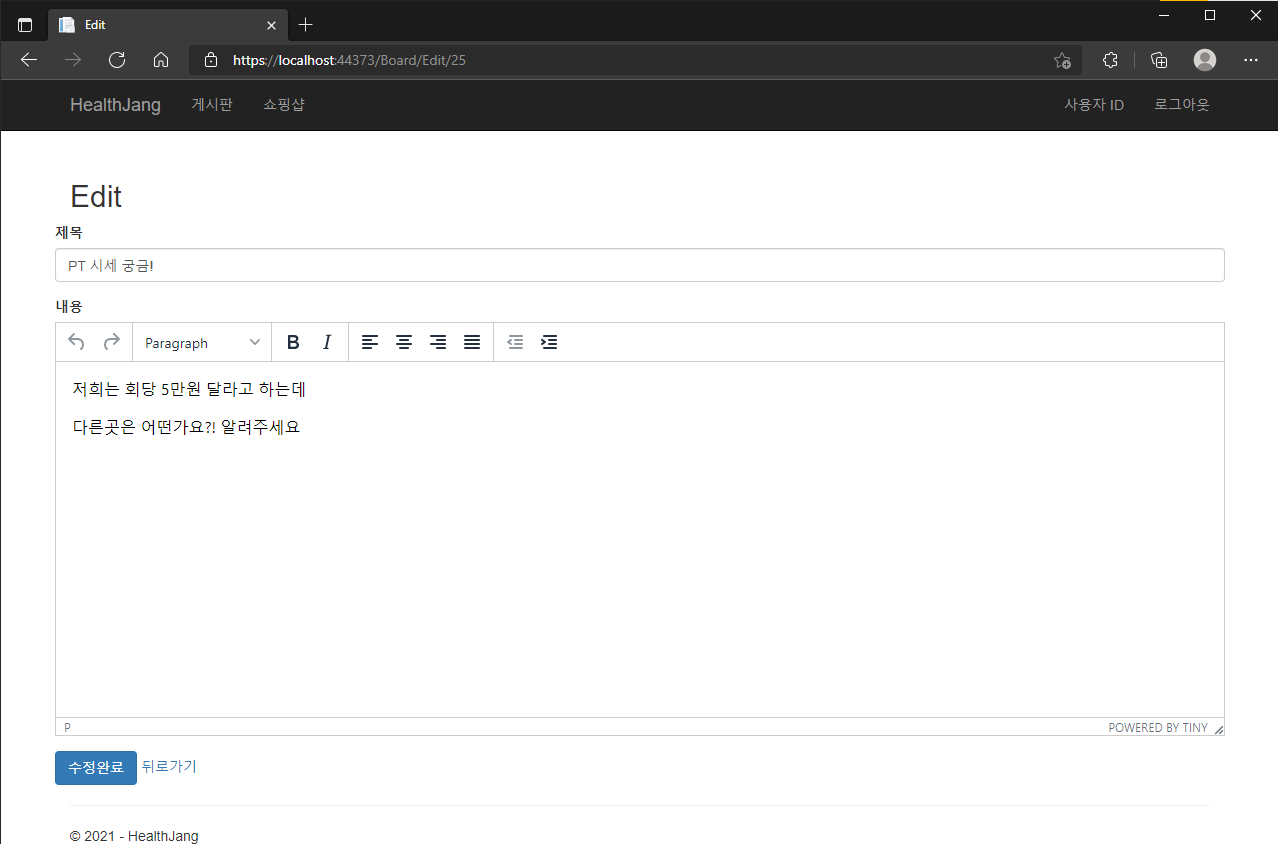 Edit
https://localhost:44373/Board/Edit/25
HealthJang 게시판 쇼핑샵 사용자 ID 로그아웃
Edit
제목
PT 시세 궁금!
내용
Paragraph B I
저희는 회당 5만원 달라고 하는데
다른곳은 어떤가요?! 알려주세요
P POWERED BY TINY
수정완료 뒤로가기
© 2021 - HealthJang